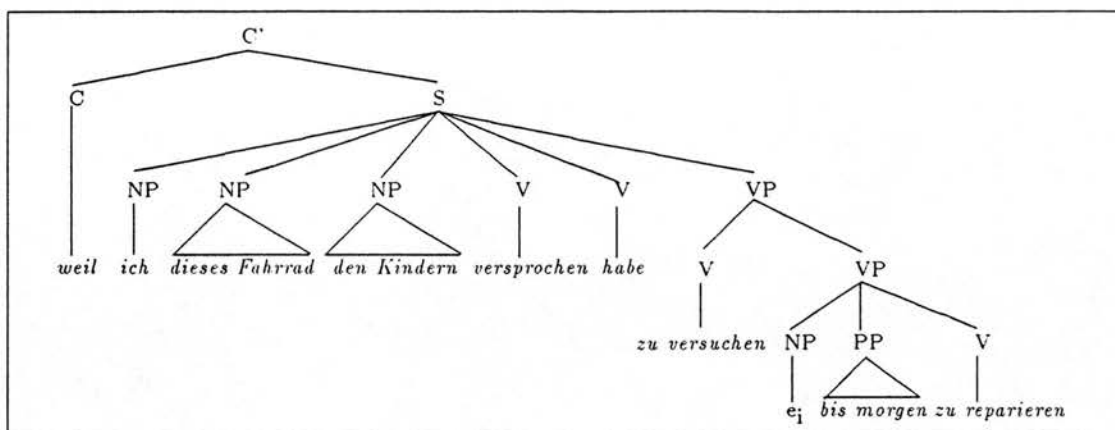 C'
C S
NP NP NP V V VP
weil ich dieses Fahrrad den Kindern versprochen habe V VP
zu versuchen NP PP V
e_i bis morgen zu reparieren